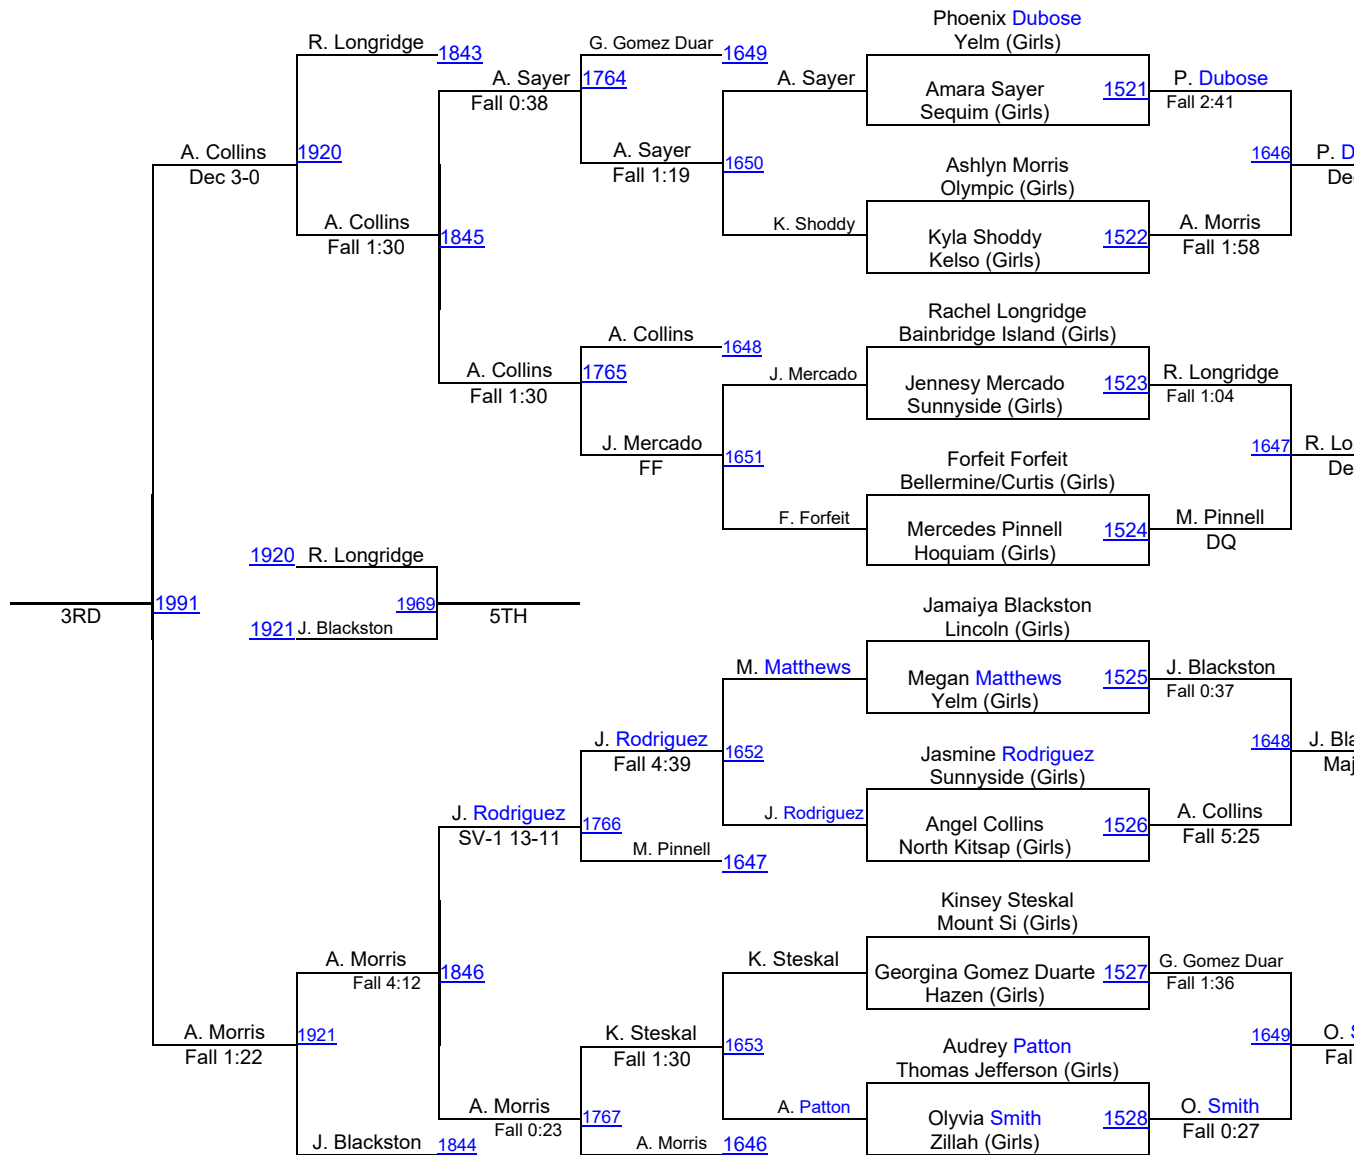 Phoenix Dubose
Yelm (Girls)
R. Longridge
1843
G. Gomez Duar
1649
A. Sayer
Fall 0:38
1764
A. Sayer
Amara Sayer
Sequim (Girls)
1521
P. Dubose
Fall 2:41
A. Collins
Dec 3-0
1920
A. Sayer
Fall 1:19
1650
Ashlyn Morris
Olympic (Girls)
1646
P. D
De
A. Collins
Fall 1:30
1845
K. Shoddy
Kyla Shoddy
Kelso (Girls)
1522
A. Morris
Fall 1:58
Rachel Longridge
Bainbridge Island (Girls)
A. Collins
1648
A. Collins
Fall 1:30
1765
J. Mercado
Jennesy Mercado
Sunnyside (Girls)
1523
R. Longridge
Fall 1:04
J. Mercado
FF
1651
Forfeit Forfeit
Bellermine/Curtis (Girls)
1647
R. Lo
De
F. Forfeit
Mercedes Pinnell
Hoquiam (Girls)
1524
M. Pinnell
DQ
1920
R. Longridge
3RD
1991
1969
5TH
1921
J. Blackston
Jamaiya Blackston
Lincoln (Girls)
M. Matthews
Megan Matthews
Yelm (Girls)
1525
J. Blackston
Fall 0:37
J. Rodriguez
Fall 4:39
1652
Jasmine Rodriguez
Sunnyside (Girls)
1648
J. Bla
Maj
J. Rodriguez
SV-1 13-11
1766
J. Rodriguez
Angel Collins
North Kitsap (Girls)
1526
A. Collins
Fall 5:25
M. Pinnell
1647
Kinsey Steskal
Mount Si (Girls)
A. Morris
Fall 4:12
1846
K. Steskal
Georgina Gomez Duarte
Hazen (Girls)
1527
G. Gomez Duar
Fall 1:36
A. Morris
Fall 1:22
1921
K. Steskal
Fall 1:30
1653
Audrey Patton
Thomas Jefferson (Girls)
1649
O. S
Fal
A. Morris
Fall 0:23
1767
A. Patton
Olyvia Smith
Zillah (Girls)
1528
O. Smith
Fall 0:27
J. Blackston
1844
A. Morris
1646